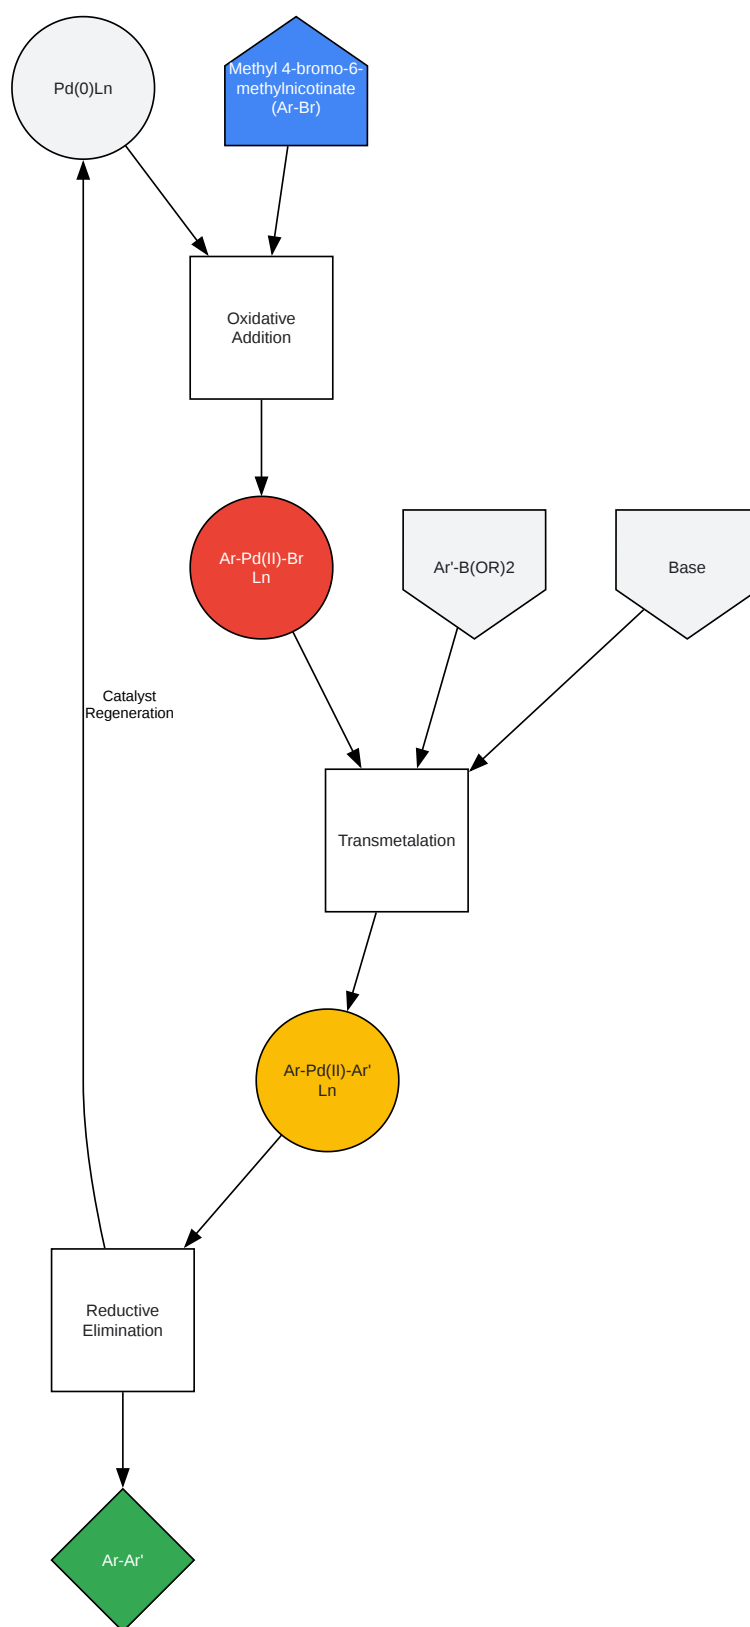 Pd(0)Ln
Methyl 4-bromo-6-
methylnicotinate
(Ar-Br)
Oxidative
Addition
Ar-Pd(II)-Br
Ln
Ar'-B(OR)2
Base
Catalyst
Regeneration
Transmetalation
Ar-Pd(II)-Ar'
Ln
Reductive
Elimination
Ar-Ar'